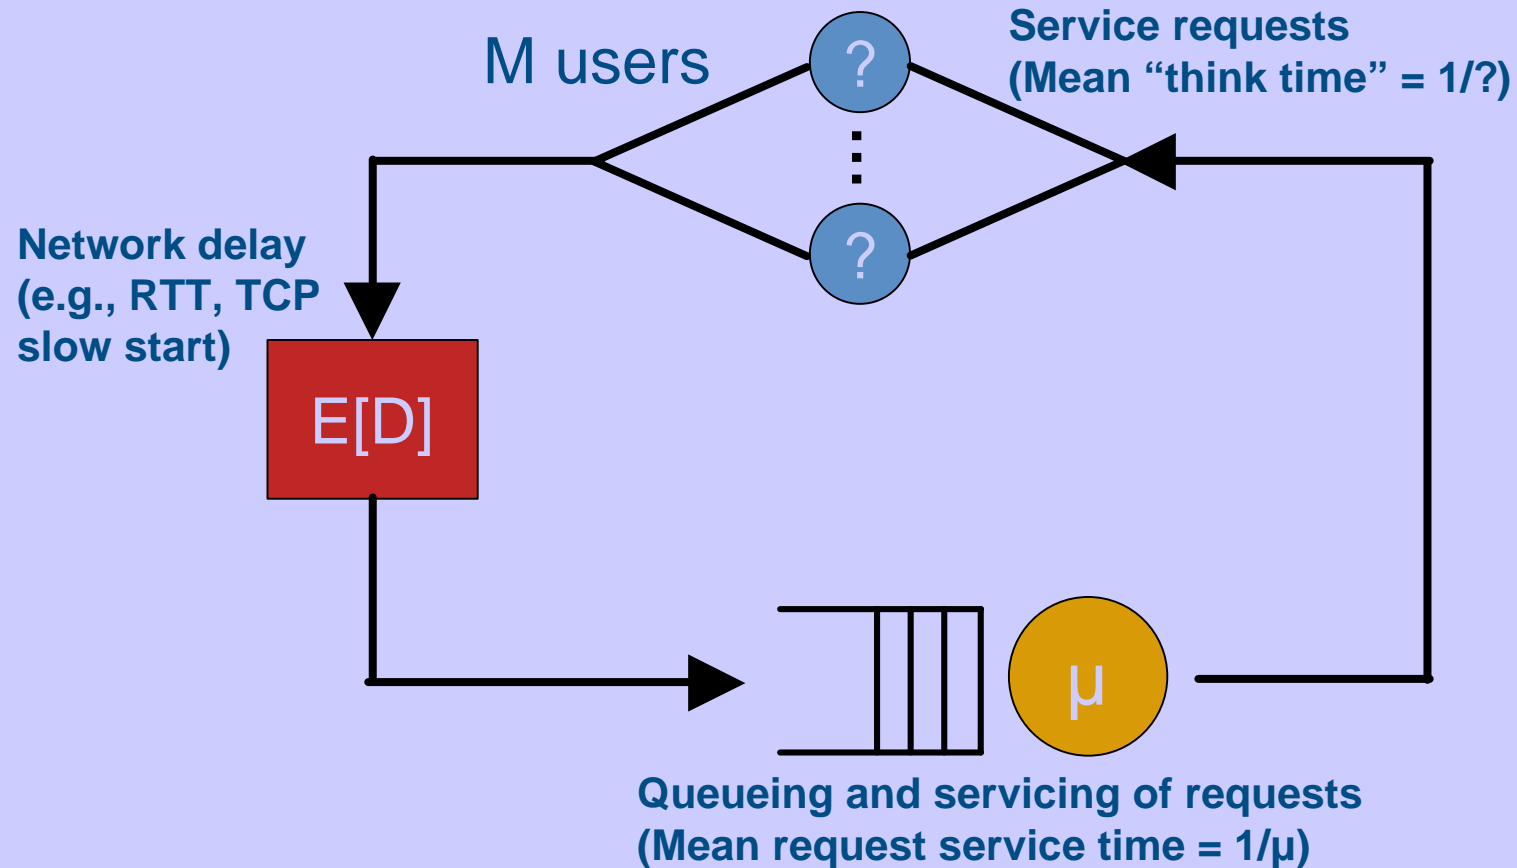 M users
?
Service requests
(Mean “think time” = 1/?)
?
Network delay
(e.g., RTT, TCP
slow start)
E[D]
µ
Queueing and servicing of requests
(Mean request service time = 1/µ)